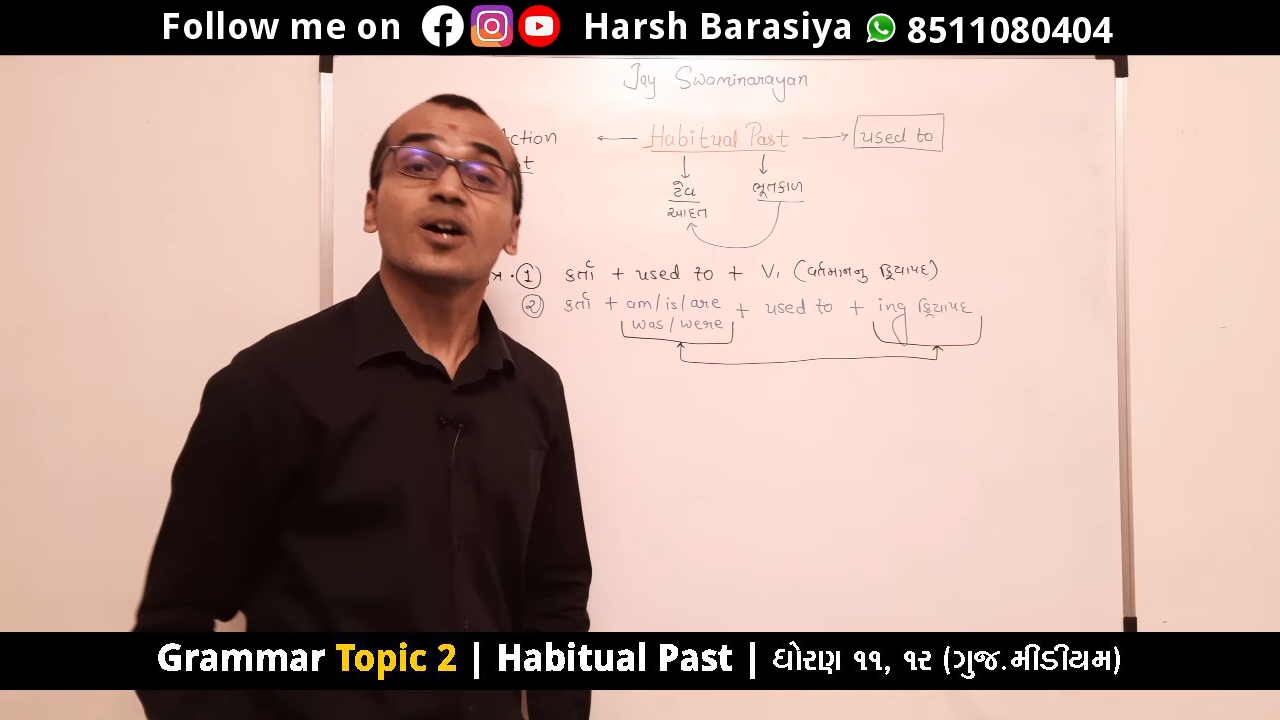 Follow me on Harsh Barasiya 8511080404
Jay Swaminarayan
Action ← Habitual Past → used to
ટેવ ભૂતકાળ
આદત
① કર્તા + used to + V₁ (વર્તમાનનુ ક્રિયાપદ)
② કર્તા + am/is/are + used to + ing ક્રિયાપદ
was/were
Grammar Topic 2 | Habitual Past | ધોરણ ૧૧, ૧૨ (ગુજ.મીડીયમ)